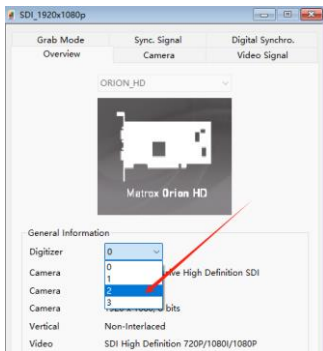 SDI_1920x1080p
Grab Mode Sync. Signal Digital Synchro.
Overview Camera Video Signal
ORION_HD
Matrox Orion HD
General Information
Digitizer 0
0
Camera ive High Definition SDI
1
Camera 2
Camera bits
3
Vertical Non-Interlaced
Video SDI High Definition 720P/1080I/1080P